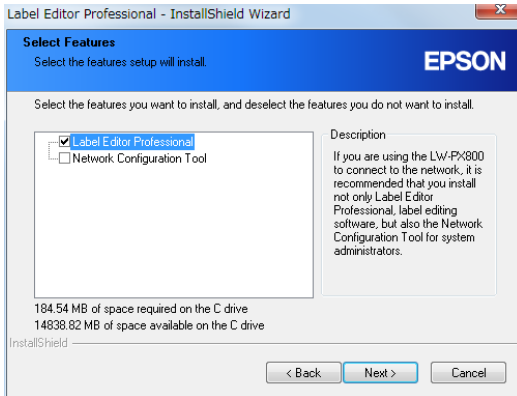 Label Editor Professional - InstallShield Wizard
Select Features
Select the features setup will install.
EPSON
Select the features you want to install, and deselect the features you do not want to install.
Label Editor Professional
Network Configuration Tool
Description
If you are using the LW-PX800
to connect to the network, it is
recommended that you install
not only Label Editor
Professional, label editing
software, but also the Network
Configuration Tool for system
administrators.
184.54 MB of space required on the C drive
14838.82 MB of space available on the C drive
InstallShield
< Back
Next >
Cancel